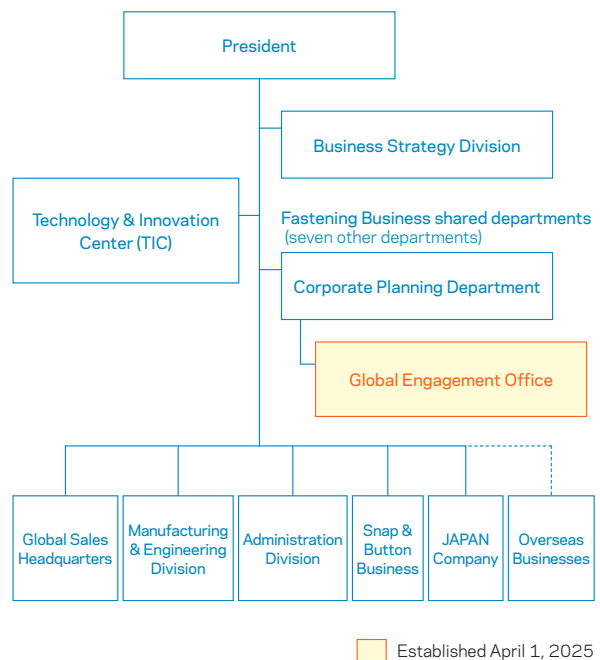 President
Business Strategy Division
Technology & Innovation
Center (TIC)
Fastening Business shared departments
(seven other departments)
Corporate Planning Department
Global Engagement Office
Global Sales
Headquarters
Manufacturing
& Engineering
Division
Administration
Division
Snap &
Button
Business
JAPAN
Company
Overseas
Businesses
Established April 1, 2025